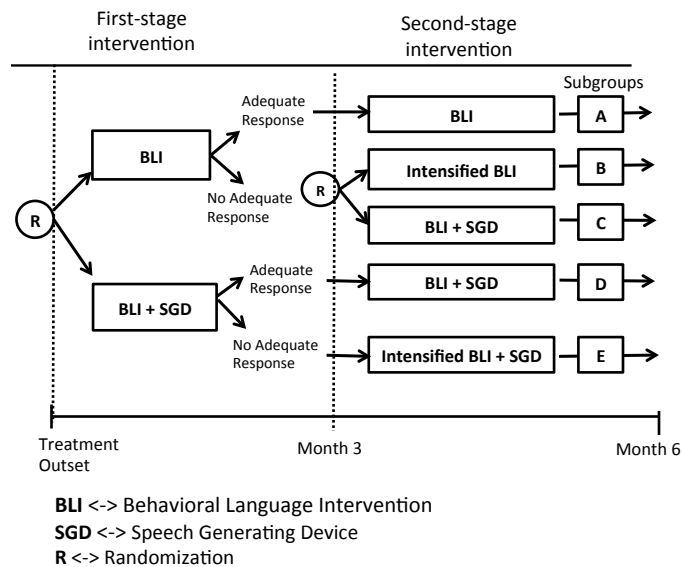 First-stage
intervention
Second-stage
intervention
Subgroups
Adequate
Response
BLI
A
BLI
No Adequate
Response
R
Intensified BLI
B
BLI + SGD
C
R
Adequate
Response
BLI + SGD
D
BLI + SGD
No Adequate
Response
Intensified BLI + SGD
E
Treatment
Outset
Month 3
Month 6
BLI <-> Behavioral Language Intervention
SGD <-> Speech Generating Device
R <-> Randomization